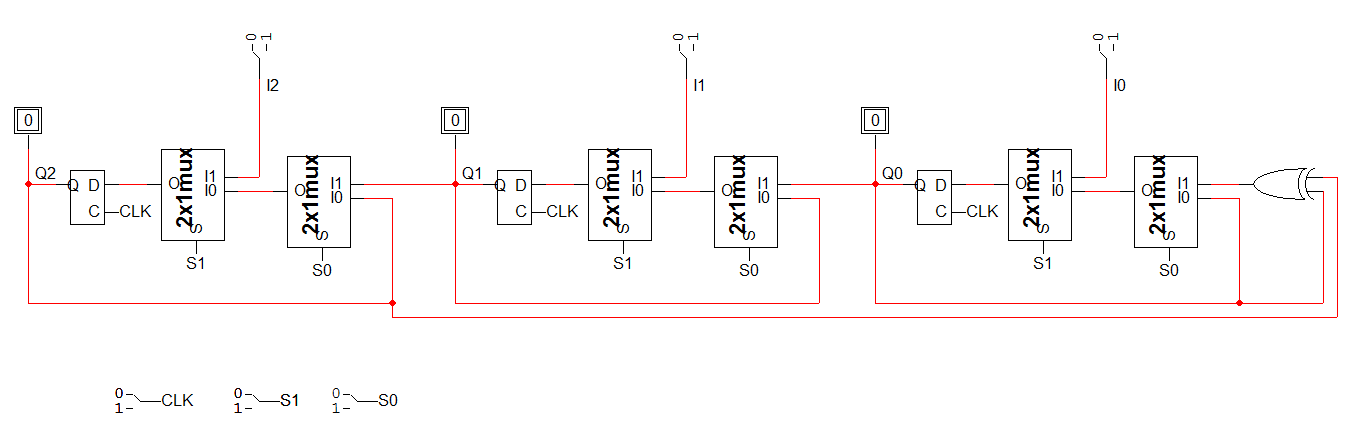 0 1
0 1
0 1
I2
I1
I0
0
0
0
Q2
Q D
C CLK
O
I1
I0
2x1mux
S
S1
O
I1
I0
2x1mux
S
S0
Q1
Q D
C CLK
O
I1
I0
2x1mux
S
S1
O
I1
I0
2x1mux
S
S0
Q0
Q D
C CLK
O
I1
I0
2x1mux
S
S1
O
I1
I0
2x1mux
S
S0
0
1
CLK
0
1
S1
0
1
S0